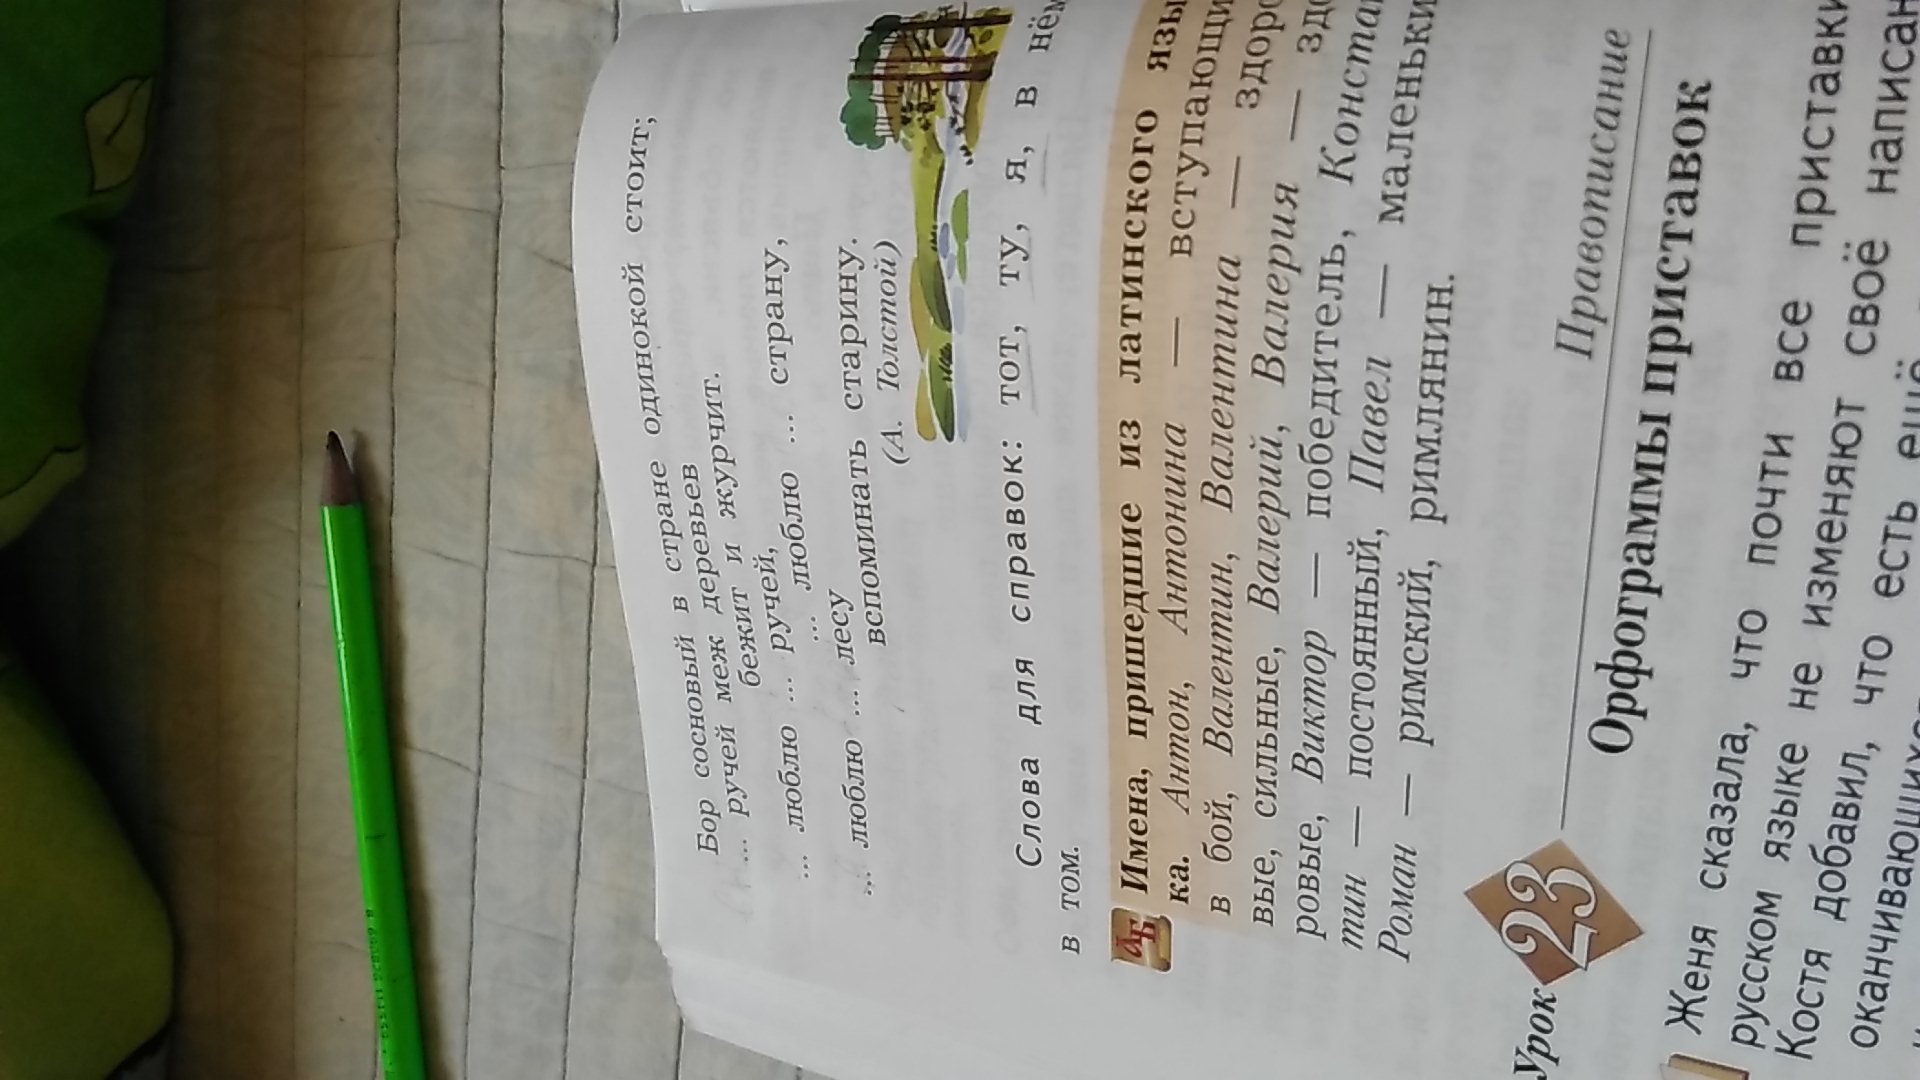 Бор сосновый в стране одинокой стоит;
... ручей меж деревьев
бежит и журчит.
... люблю ... ручей,
... люблю ... страну,
... люблю ... лесу
вспоминать старину.
(А. Толстой)
Слова для справок: тот, ту, я, в нём
в том.
АБ
Имена, пришедшие из латинского язы
ка. Антон, Антонина — вступающи
в бой, Валентин, Валентина — здоро
вые, сильные, Валерий, Валерия — здо
ровые, Виктор — победитель, Констан
тин — постоянный, Павел — маленьки
Роман — римский, римлянин.
Урок 23
Правописание
Орфограммы приставок
Женя сказала, что почти все приставки
русском языке не изменяют своё написан
Костя добавил, что есть ещё
оканчивающихс